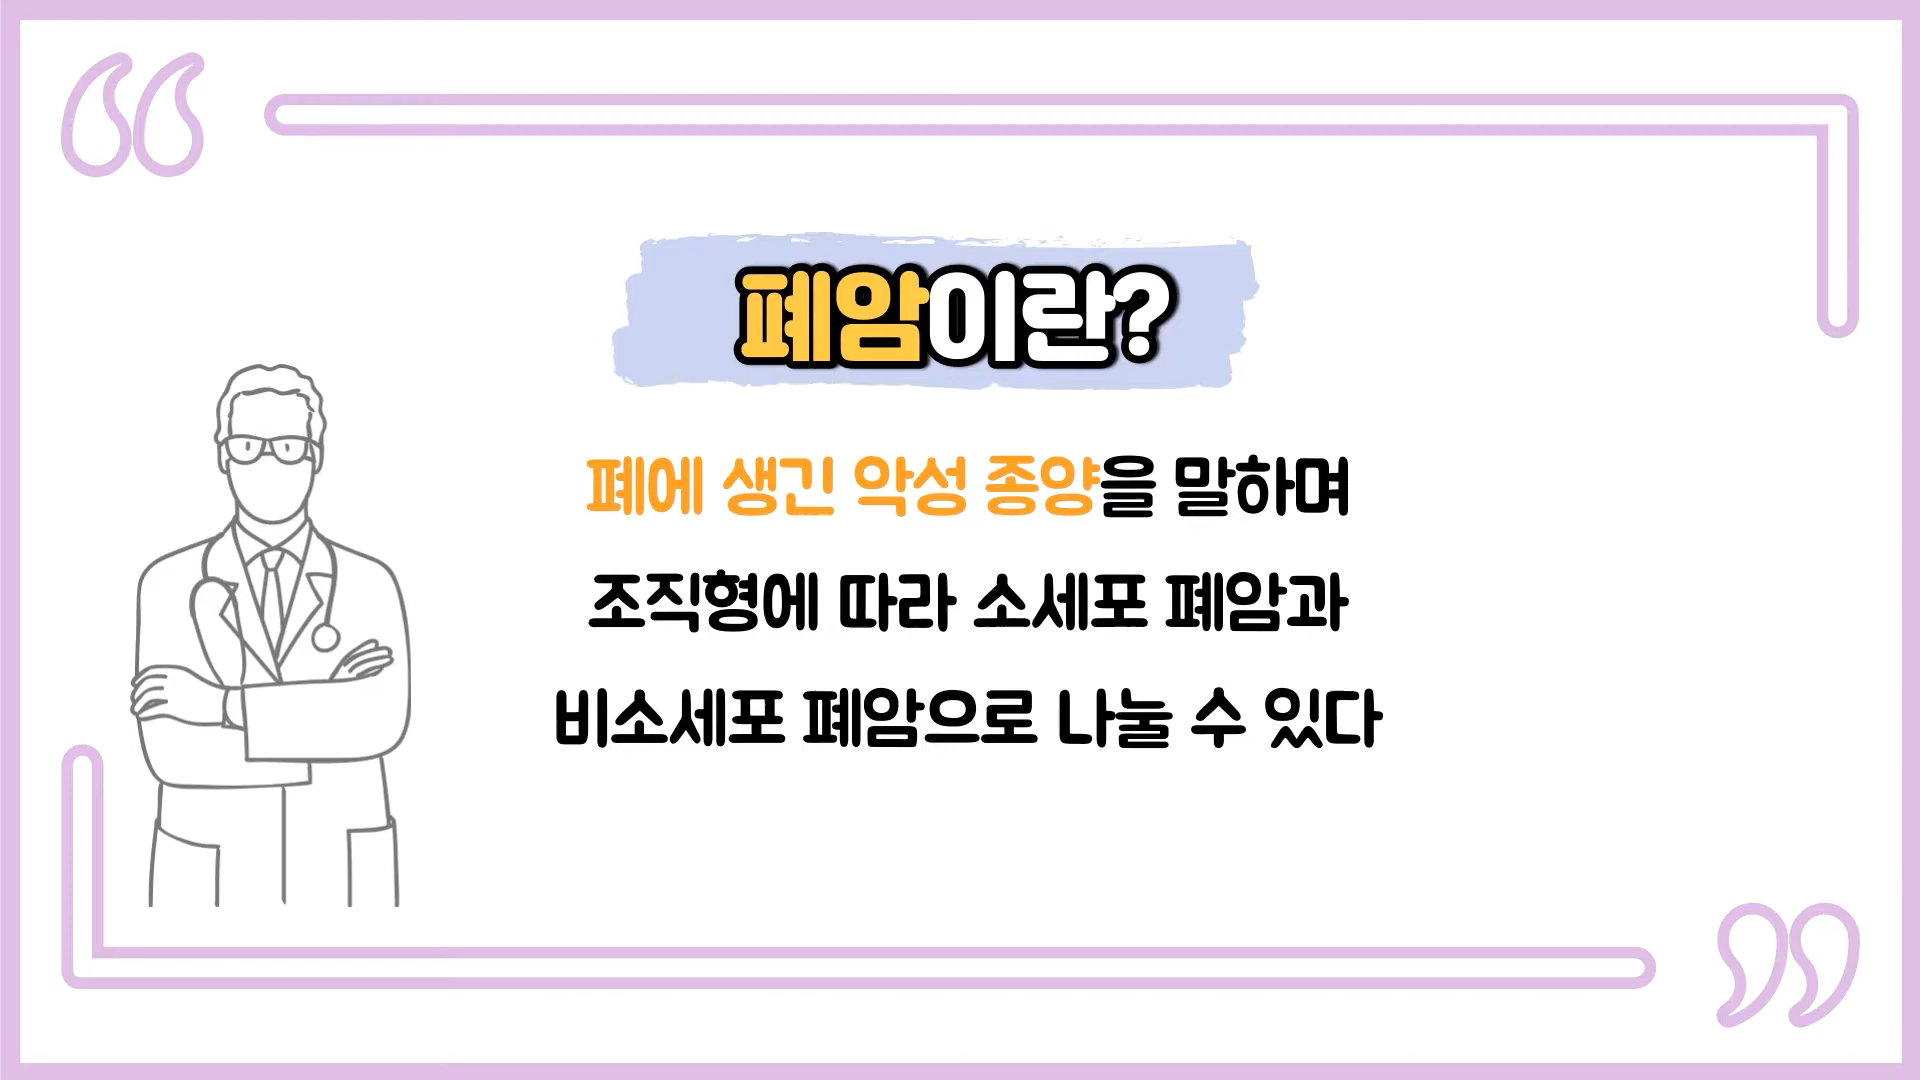 폐암이란?
폐에 생긴 악성 종양을 말하며
조직형에 따라 소세포 폐암과
비소세포 폐암으로 나눌 수 있다